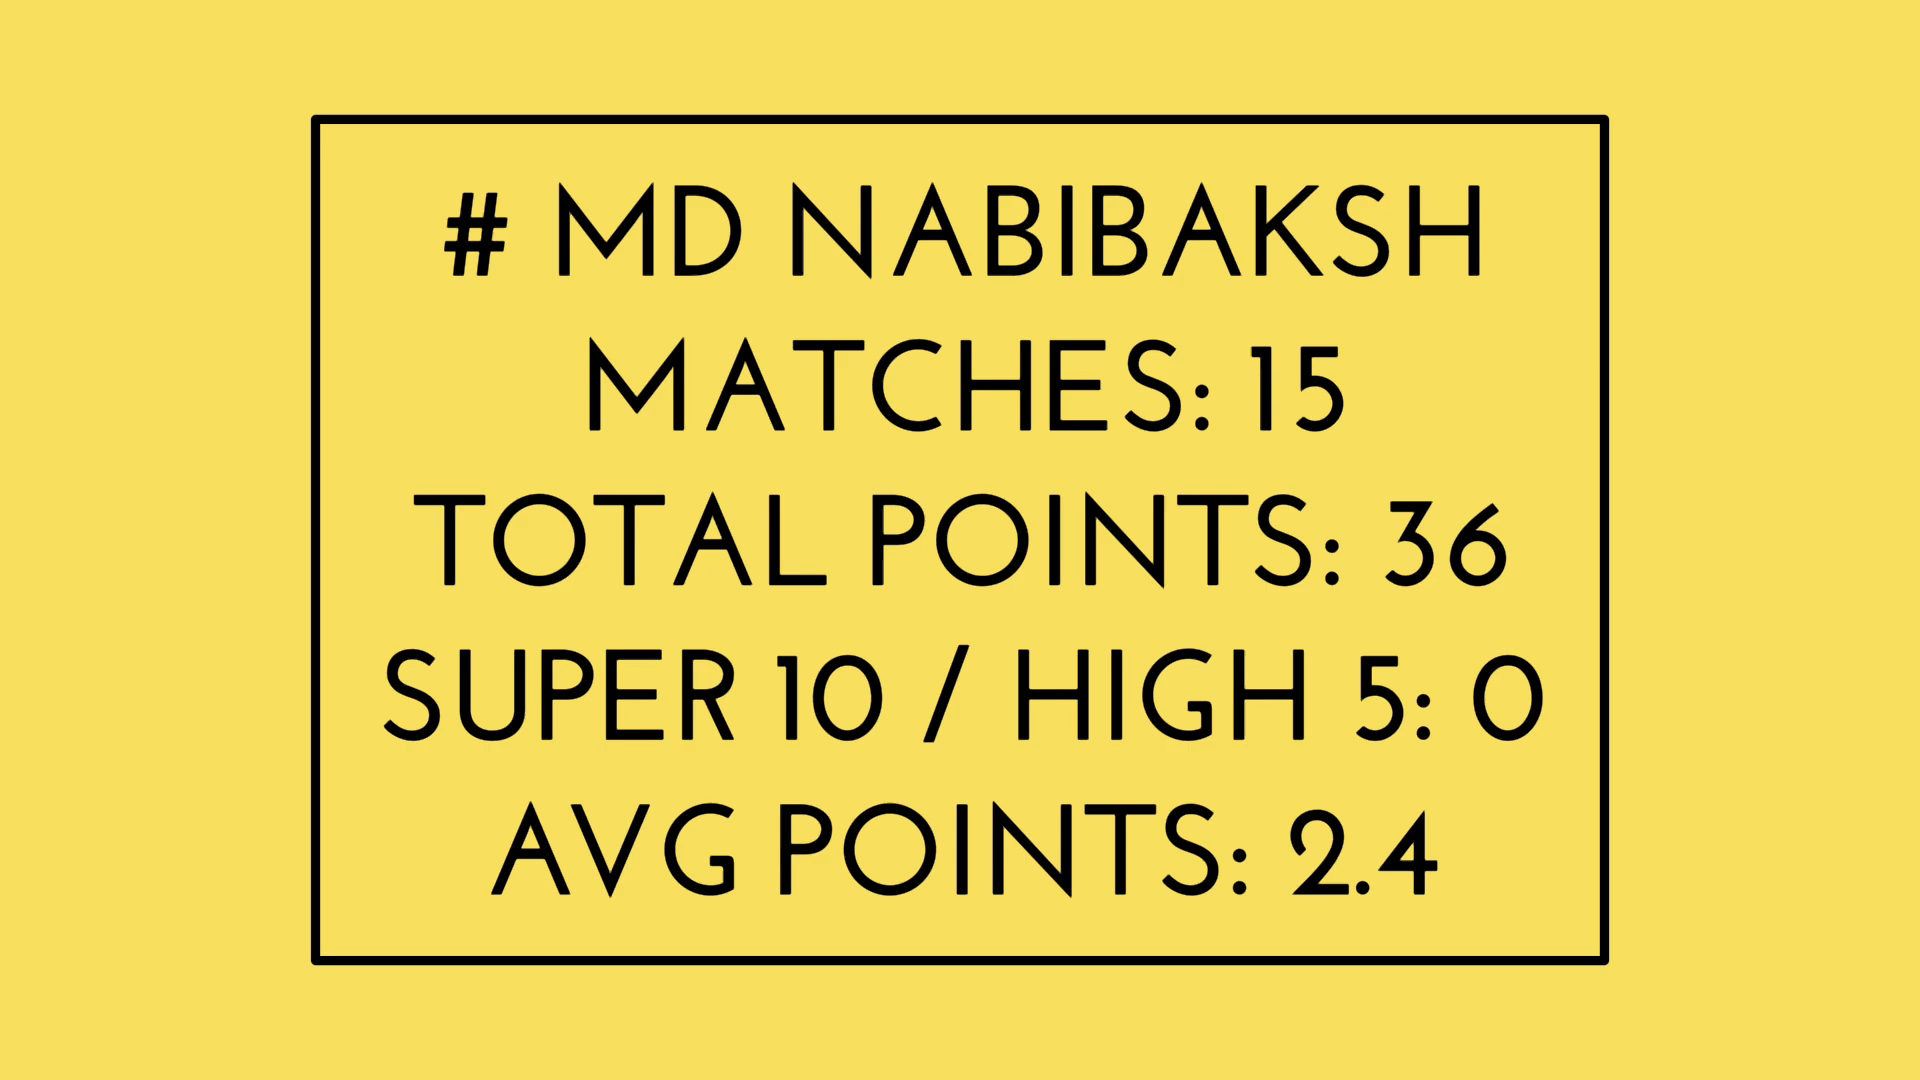 # MD NABIBAKSH
MATCHES: 15
TOTAL POINTS: 36
SUPER 10 / HIGH 5: 0
AVG POINTS: 2.4